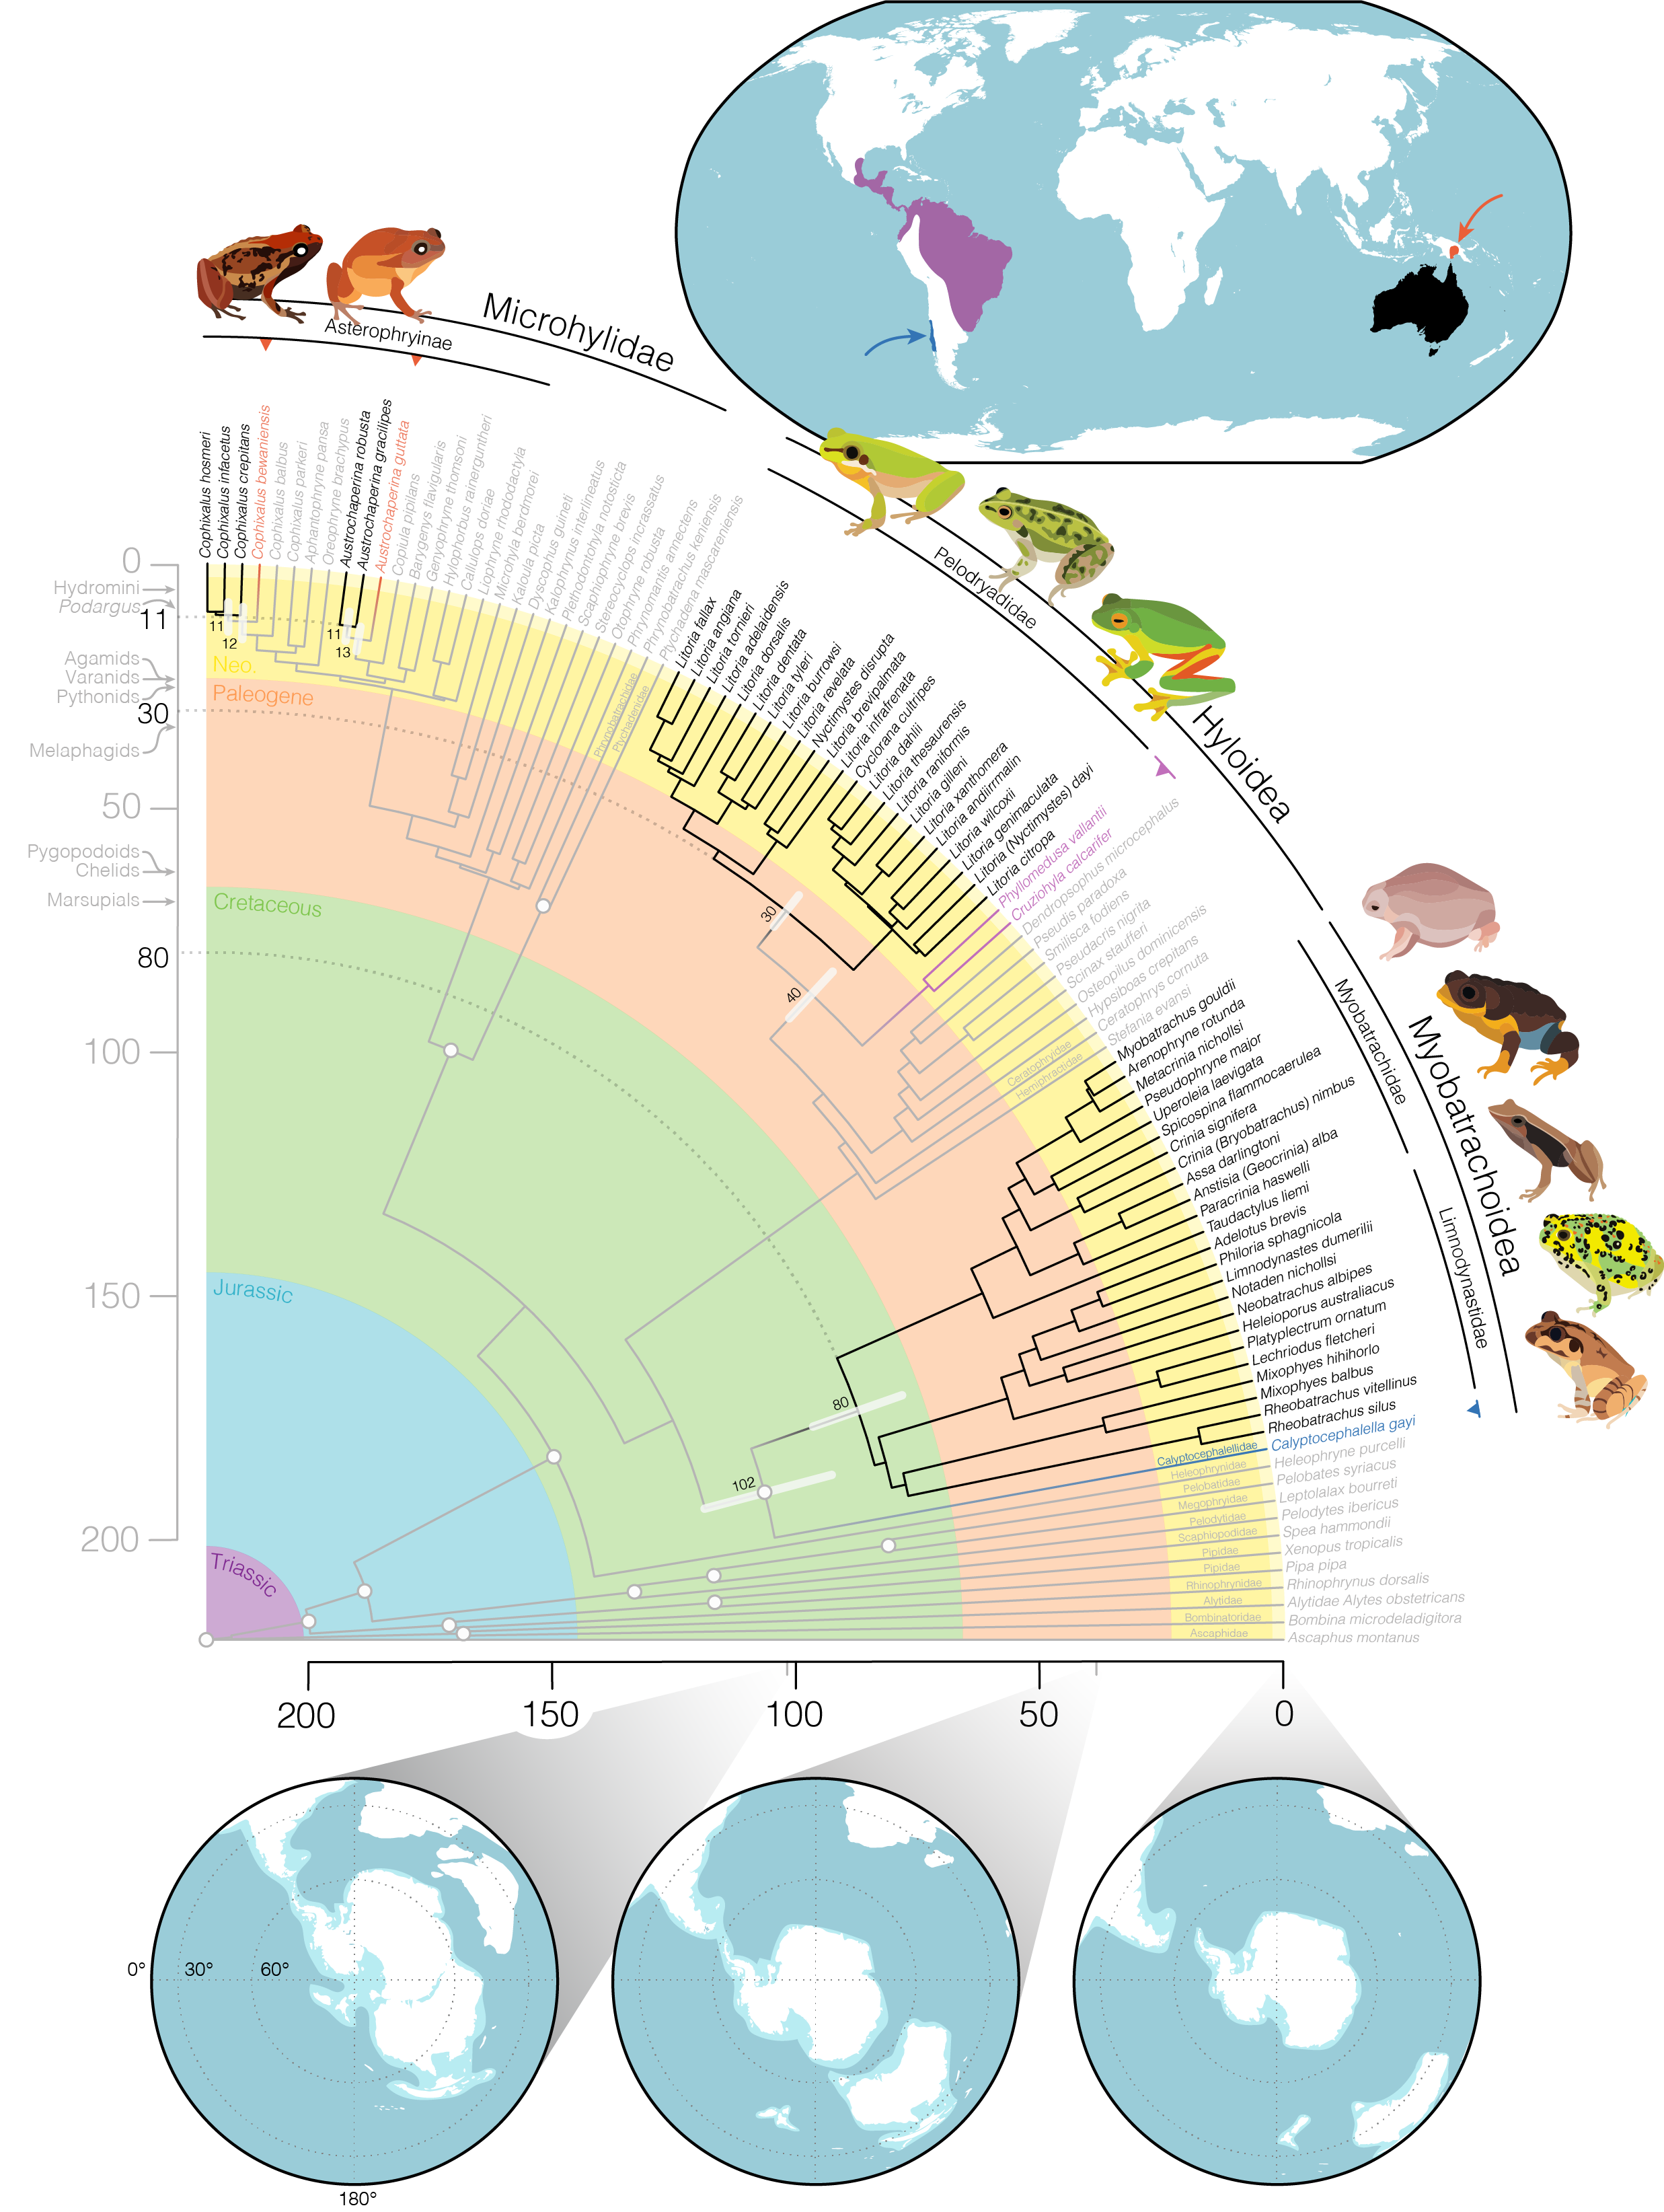 Microhylidae
Asterophryinae
Cophixalus hosmeri
Cophixalus infacetus
Cophixalus crepitans
Cophixalus bewaniensis
Cophixalus balbus
Cophixalus parkeri
Aphantophryne pansa
Oreophryne brachypus
Austrochaperina robusta
Austrochaperina gracilipes
Austrochaperina guttata
Copiula pipilans
Barygenys flavigularis
Genyophryne thomsoni
Hylophorbus rainerguntheri
Callulops doriae
Liophryne rhododactyla
Microhyla berdmorei
Kaloula picta
Dyscophus guineti
Kalophrynus interlineatus
Plethodontohyla notosticta
Scaphiophryne brevis
Stereocyclops incrassatus
Otophryne robusta
Phrynomantis annectens
Phrynobatrachus keniensis
Ptychadena mascareniensis
Phrynobatrachidae
Ptychadenidae
Hyloidea
Pelodryadidae
Litoria fallax
Litoria angiana
Litoria tornieri
Litoria adelaidensis
Litoria dorsalis
Litoria dentata
Litoria tyleri
Litoria burrowsi
Litoria revelata
Nyctimystes disrupta
Litoria brevipalmata
Litoria infrafrenata
Cyclorana cultripes
Litoria dahlii
Litoria thesaurensis
Litoria raniformis
Litoria gilleni
Litoria xanthomera
Litoria andiirrmalin
Litoria wilcoxii
Litoria genimaculata
Litoria (Nyctimystes) dayi
Litoria citropa
Phyllomedusa vallantii
Cruziohyla calcarifer
Dendropsophus microcephalus
Pseudis paradoxa
Smilisca fodiens
Pseudacris nigrita
Scinax staufferi
Osteopilus dominicensis
Hypsiboas crepitans
Ceratophrys cornuta
Stefania evansi
Ceratophryidae
Hemiphractidae
Myobatrachoidea
Myobatrachidae
Limnodynastidae
Myobatrachus gouldii
Arenophryne rotunda
Metacrinia nichollsi
Pseudophryne major
Uperoleia laevigata
Spicospina flammocaerulea
Crinia signifera
Crinia (Bryobatrachus) nimbus
Assa darlingtoni
Anstisia (Geocrinia) alba
Paracrinia haswelli
Taudactylus liemi
Adelotus brevis
Philoria sphagnicola
Limnodynastes dumerilii
Notaden nichollsi
Neobatrachus albipes
Heleioporus australiacus
Platyplectrum ornatum
Lechriodus fletcheri
Mixophyes hihihorlo
Mixophyes balbus
Rheobatrachus vitellinus
Rheobatrachus silus
Calyptocephalellidae
Calyptocephalella gayi
Heleophrynidae
Heleophryne purcelli
Pelobatidae
Pelobates syriacus
Megophryidae
Leptolalax bourreti
Pelodytidae
Pelodytes ibericus
Scaphiopodidae
Spea hammondii
Pipidae
Xenopus tropicalis
Pipidae
Pipa pipa
Rhinophrynidae
Rhinophrynus dorsalis
Alytidae
Alytidae Alytes obstetricans
Bombinatoridae
Bombina microdeladigitora
Ascaphidae
Ascaphus montanus
0
Hydromini
Podargus
11
Agamids
Varanids
Pythonids
30
Melaphagids
50
Pygopodoids
Chelids
Marsupials
80
100
150
200
11
12
11
13
30
40
80
102
Neo.
Paleogene
Cretaceous
Jurassic
Triassic
200
150
100
50
0
0°
30°
60°
180°